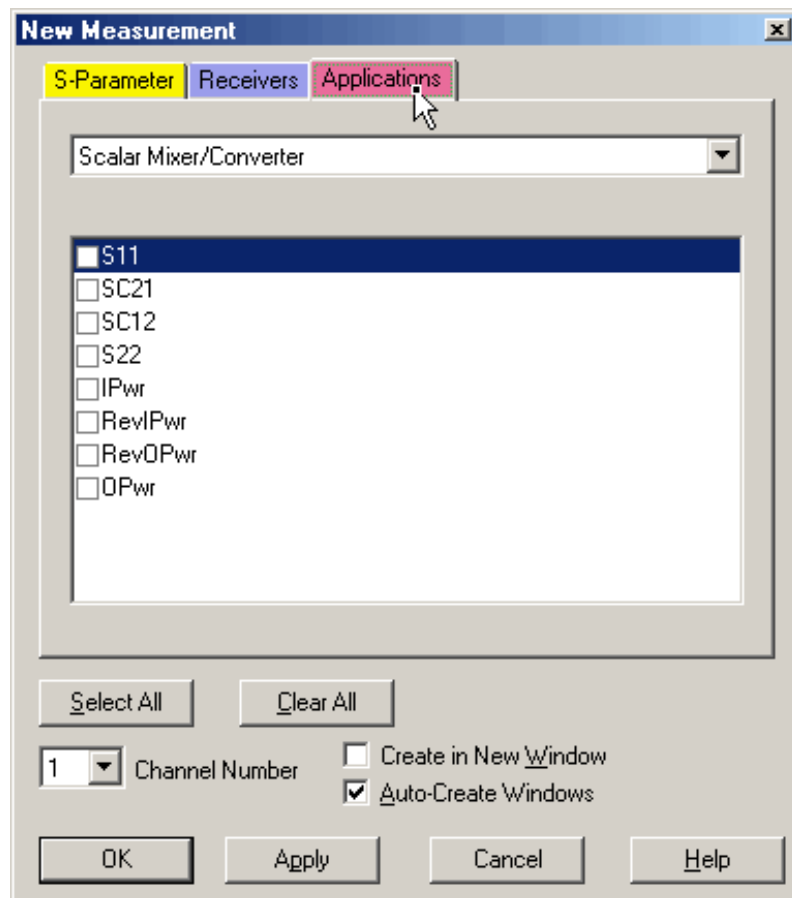 New Measurement
S-Parameter Receivers Applications
Scalar Mixer/Converter
S11
SC21
SC12
S22
IPwr
RevIPwr
RevOPwr
OPwr
Select All Clear All
1 Channel Number
Create in New Window
Auto-Create Windows
OK Apply Cancel Help